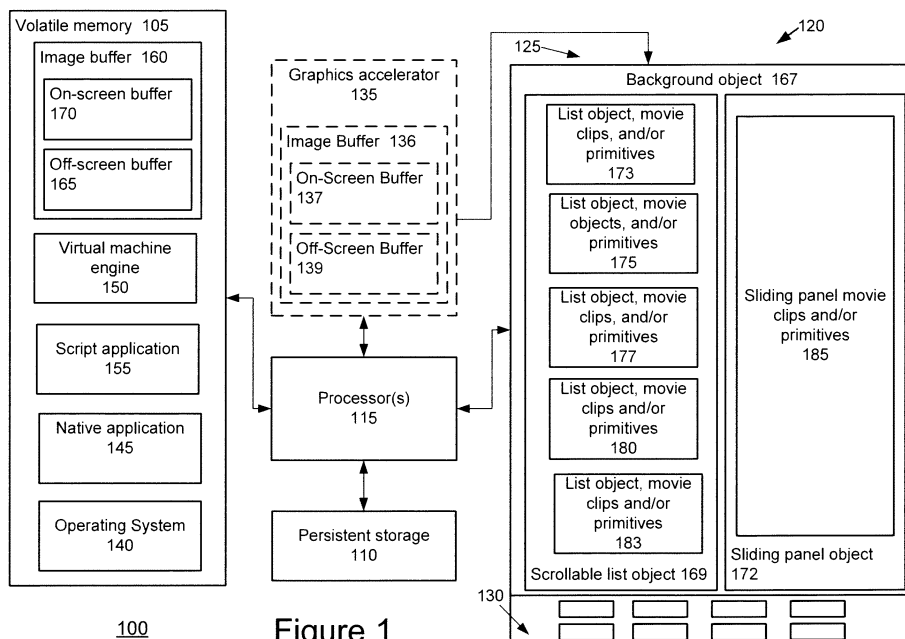 Volatile memory 105
Image buffer 160
On-screen buffer
170
Off-screen buffer
165
Virtual machine
engine
150
Script application
155
Native application
145
Operating System
140
100
Graphics accelerator
135
Image Buffer 136
On-Screen Buffer
137
Off-Screen Buffer
139
Processor(s)
115
Persistent storage
110
Figure 1
125
120
Background object 167
List object, movie
clips, and/or
primitives
173
List object, movie
objects, and/or
primitives
175
List object, movie
clips, and/or
primitives
177
List object, movie
clips and/or
primitives
180
List object, movie
clips and/or
primitives
183
Scrollable list object 169
Sliding panel movie
clips and/or
primitives
185
Sliding panel object
172
130